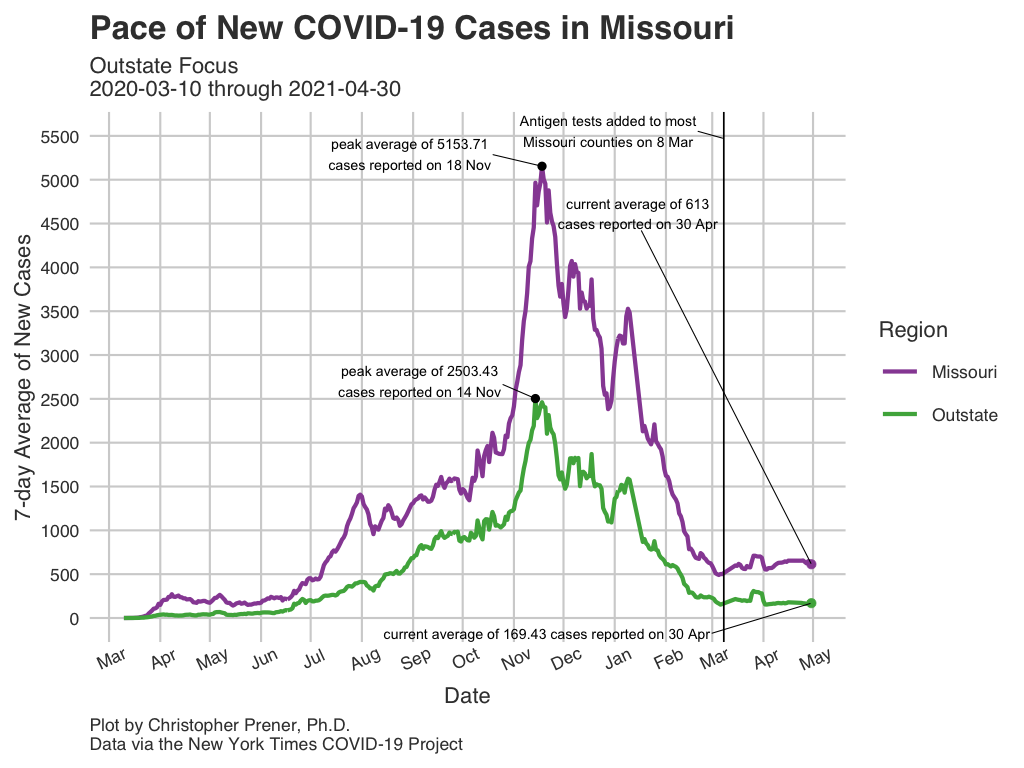 Pace of New COVID-19 Cases in Missouri
Outstate Focus
2020-03-10 through 2021-04-30
7-day Average of New Cases
5500
5000
4500
4000
3500
3000
2500
2000
1500
1000
500
0
Antigen tests added to most
Missouri counties on 8 Mar
peak average of 5153.71
cases reported on 18 Nov
current average of 613
cases reported on 30 Apr
peak average of 2503.43
cases reported on 14 Nov
current average of 169.43 cases reported on 30 Apr
Region
Missouri
Outstate
Mar Apr May Jun Jul Aug Sep Oct Nov Dec Jan Feb Mar Apr May
Date
Plot by Christopher Prener, Ph.D.
Data via the New York Times COVID-19 Project